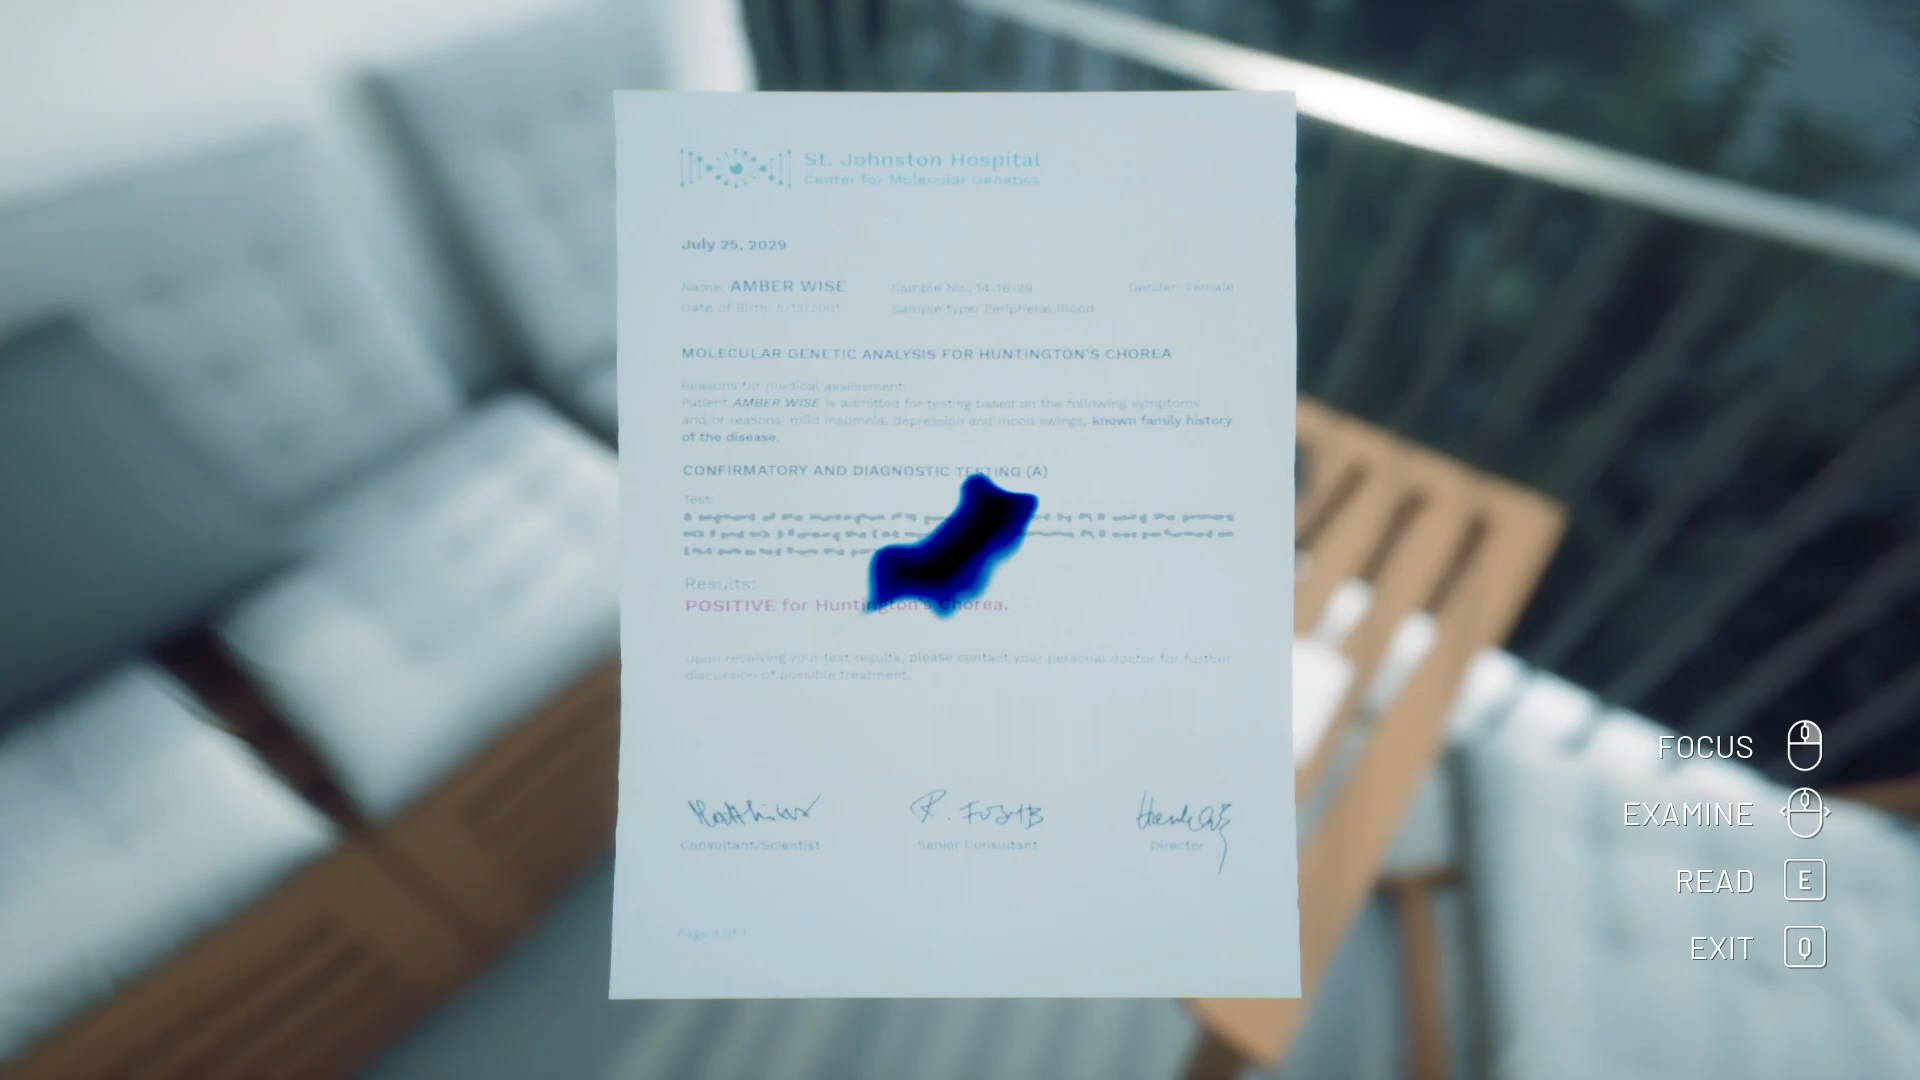 St. Johnston Hospital
Center for Molecular Genetics
July 25, 2029
Name: AMBER WISE Sample No.: 14-16-29 Gender: Female
Date of Birth: 5/13/2001 Sample type: Peripheral Blood
MOLECULAR GENETIC ANALYSIS FOR HUNTINGTON'S CHOREA
Reasons for medical assessment:
Patient AMBER WISE is admitted for testing based on the following symptoms
and/or reasons: mild insomnia, depression and mood swings, known family history
of the disease.
CONFIRMATORY AND DIAGNOSTIC TESTING (A)
Test:
Results:
POSITIVE for Huntington's Chorea.
Upon receiving your test results, please contact your personal doctor for further
discussion of possible treatment.
Consultant/Scientist Senior Consultant Director
Page 1 of 1
FOCUS
EXAMINE
READ E
EXIT Q